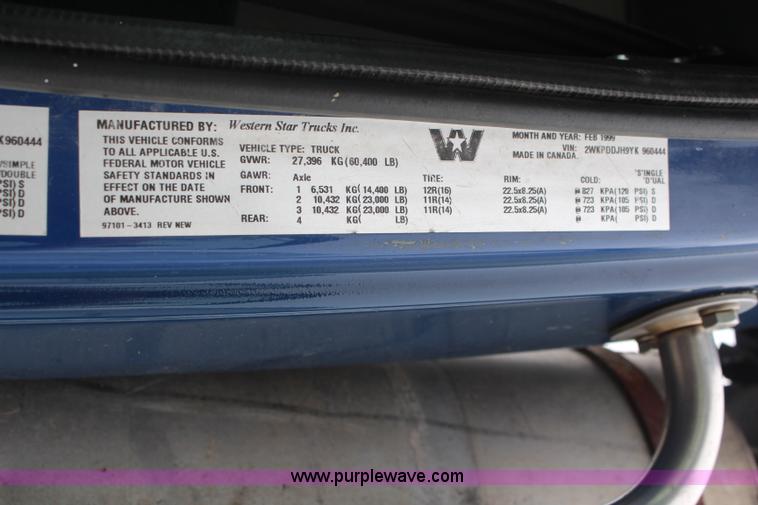 K960444
/SIMPLE
/DOUBLE
PSI) S
PSI) D
PSI) D
PSI) D
MANUFACTURED BY: Western Star Trucks Inc.
THIS VEHICLE CONFORMS
TO ALL APPLICABLE U.S.
FEDERAL MOTOR VEHICLE
SAFETY STANDARDS IN
EFFECT ON THE DATE
OF MANUFACTURE SHOWN
ABOVE.
97101-3413 REV NEW
VEHICLE TYPE: TRUCK
GVWR: 27,396 KG(60,400 LB)
MONTH AND YEAR: FEB 1999
VIN: 2WKPDDJH9YK 960444
MADE IN CANADA.
GAWR: Axle TIRE: RIM: COLD: 'SINGLE
'DUAL
FRONT: 1 6,531 KG(14,400 LB) 12R(16) 22.5x8.25(A) @ 827 KPA(120 PSI) S
2 10,432 KG(23,000 LB) 11R(14) 22.5x8.25(A) @ 723 KPA(105 PSI) D
3 10,432 KG(23,000 LB) 11R(14) 22.5x8.25(A) @ 723 KPA(105 PSI) D
REAR: 4 KG( LB) @ KPA( PSI) D
www.purplewave.com